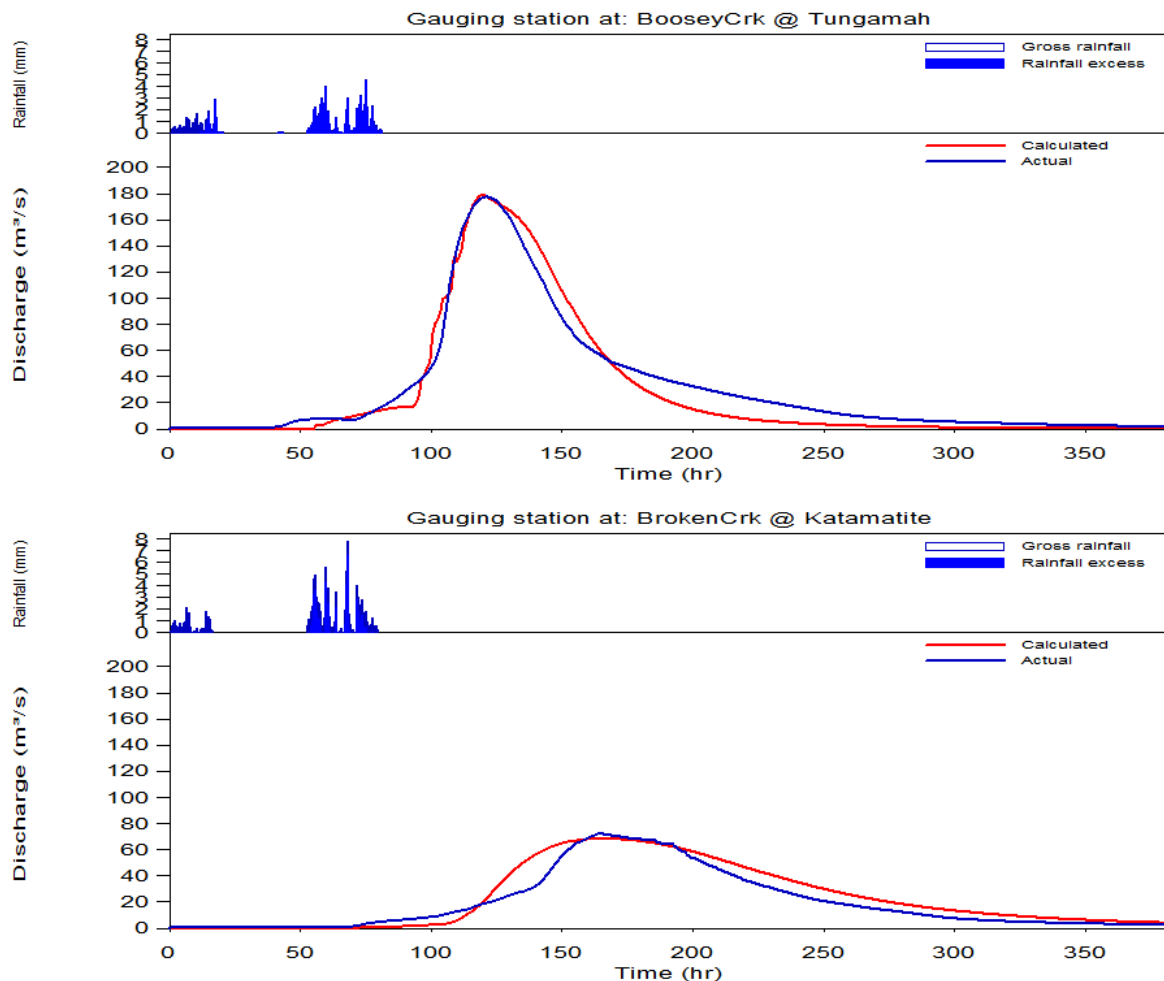 Gauging station at: BooseyCrk @ Tungamah
Rainfall (mm)
8
7
6
5
4
3
2
1
0
Gross rainfall
Rainfall excess
Discharge (m³/s)
200
180
160
140
120
100
80
60
40
20
0
Calculated
Actual
0 50 100 150 200 250 300 350
Time (hr)
Gauging station at: BrokenCrk @ Katamatite
Rainfall (mm)
8
7
6
5
4
3
2
1
0
Gross rainfall
Rainfall excess
Discharge (m³/s)
200
180
160
140
120
100
80
60
40
20
0
Calculated
Actual
0 50 100 150 200 250 300 350
Time (hr)